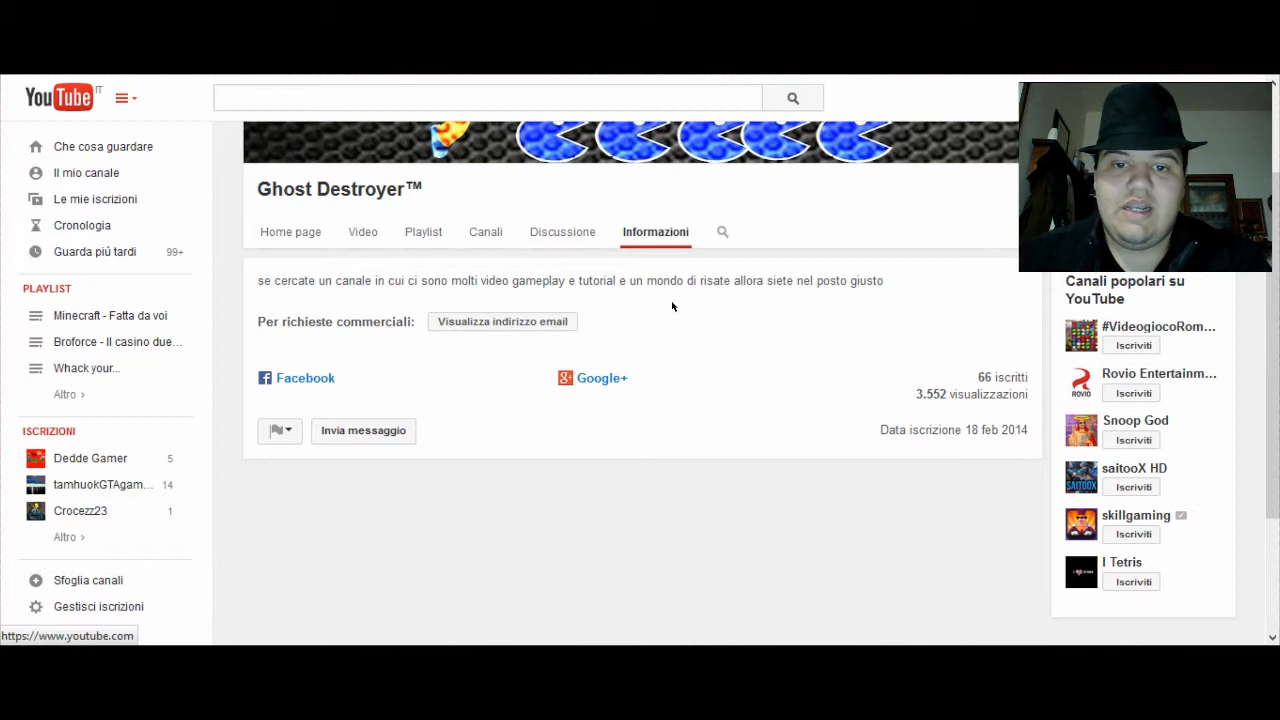 YouTube IT
Che cosa guardare
Il mio canale
Le mie iscrizioni
Cronologia
Guarda più tardi 99+
PLAYLIST
Minecraft - Fatta da voi
Broforce - Il casino due...
Whack your...
Altro ›
ISCRIZIONI
Dedde Gamer 5
tamhuokGTAgam... 14
Crocezz23 1
Altro ›
Sfoglia canali
Gestisci iscrizioni
https://www.youtube.com
Ghost Destroyer™
Home page Video Playlist Canali Discussione Informazioni
se cercate un canale in cui ci sono molti video gameplay e tutorial e un mondo di risate allora siete nel posto giusto
Per richieste commerciali: Visualizza indirizzo email
Facebook Google+ 66 iscritti
3.552 visualizzazioni
Invia messaggio Data iscrizione 18 feb 2014
Canali popolari su
YouTube
#VideogiocoRom...
Iscriviti
Rovio Entertainm...
Iscriviti
Snoop God
Iscriviti
saitooX HD
Iscriviti
skillgaming
Iscriviti
I Tetris
Iscriviti